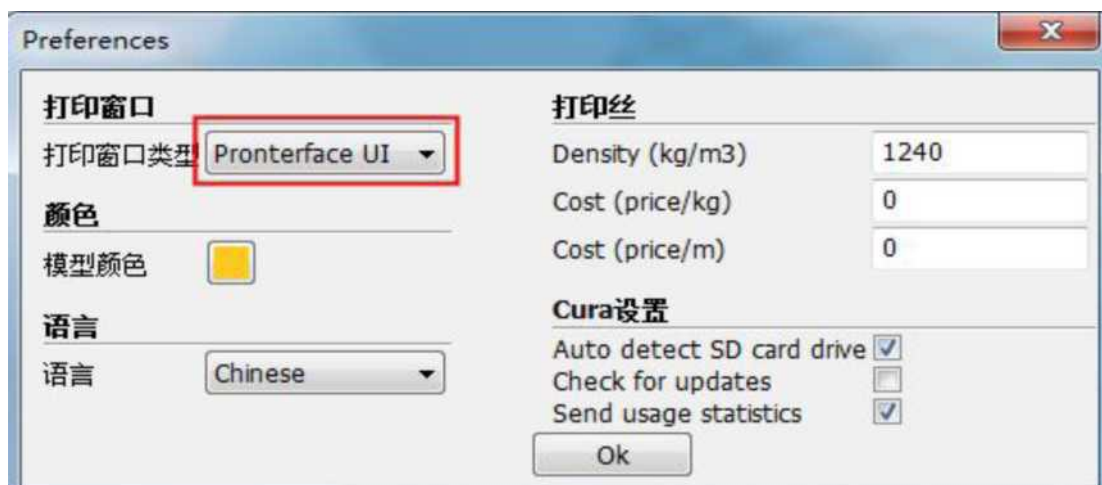 Preferences
打印窗口
打印窗口类型 Pronterface UI
颜色
模型颜色
语言
语言 Chinese
打印丝
Density (kg/m3) 1240
Cost (price/kg) 0
Cost (price/m) 0
Cura设置
Auto detect SD card drive
Check for updates
Send usage statistics
Ok